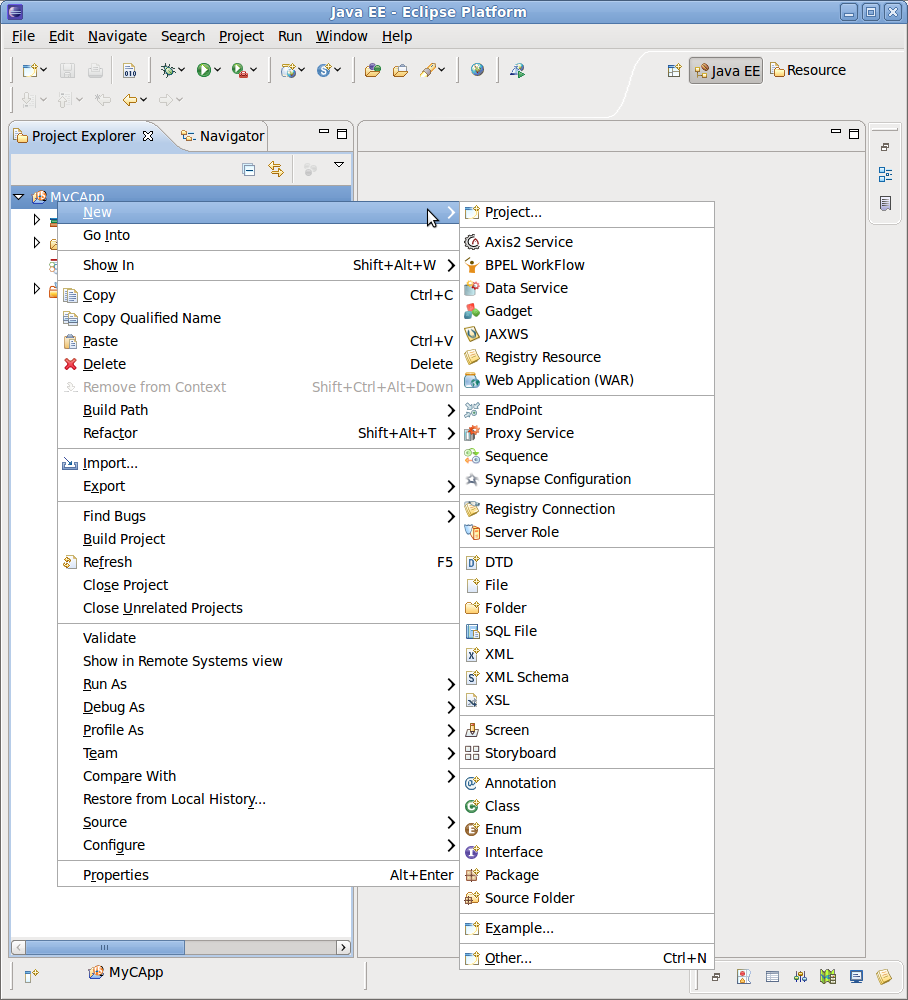 Java EE - Eclipse Platform
File Edit Navigate Search Project Run Window Help
Java EE Resource
Project Explorer Navigator
MyCApp
New
Go Into
Show In Shift+Alt+W
Copy Ctrl+C
Copy Qualified Name
Paste Ctrl+V
Delete Delete
Remove from Context Shift+Ctrl+Alt+Down
Build Path
Refactor Shift+Alt+T
Import...
Export
Find Bugs
Build Project
Refresh F5
Close Project
Close Unrelated Projects
Validate
Show in Remote Systems view
Run As
Debug As
Profile As
Team
Compare With
Restore from Local History...
Source
Configure
Properties Alt+Enter
Project...
Axis2 Service
BPEL WorkFlow
Data Service
Gadget
JAXWS
Registry Resource
Web Application (WAR)
EndPoint
Proxy Service
Sequence
Synapse Configuration
Registry Connection
Server Role
DTD
File
Folder
SQL File
XML
XML Schema
XSL
Screen
Storyboard
Annotation
Class
Enum
Interface
Package
Source Folder
Example...
Other... Ctrl+N
MyCApp